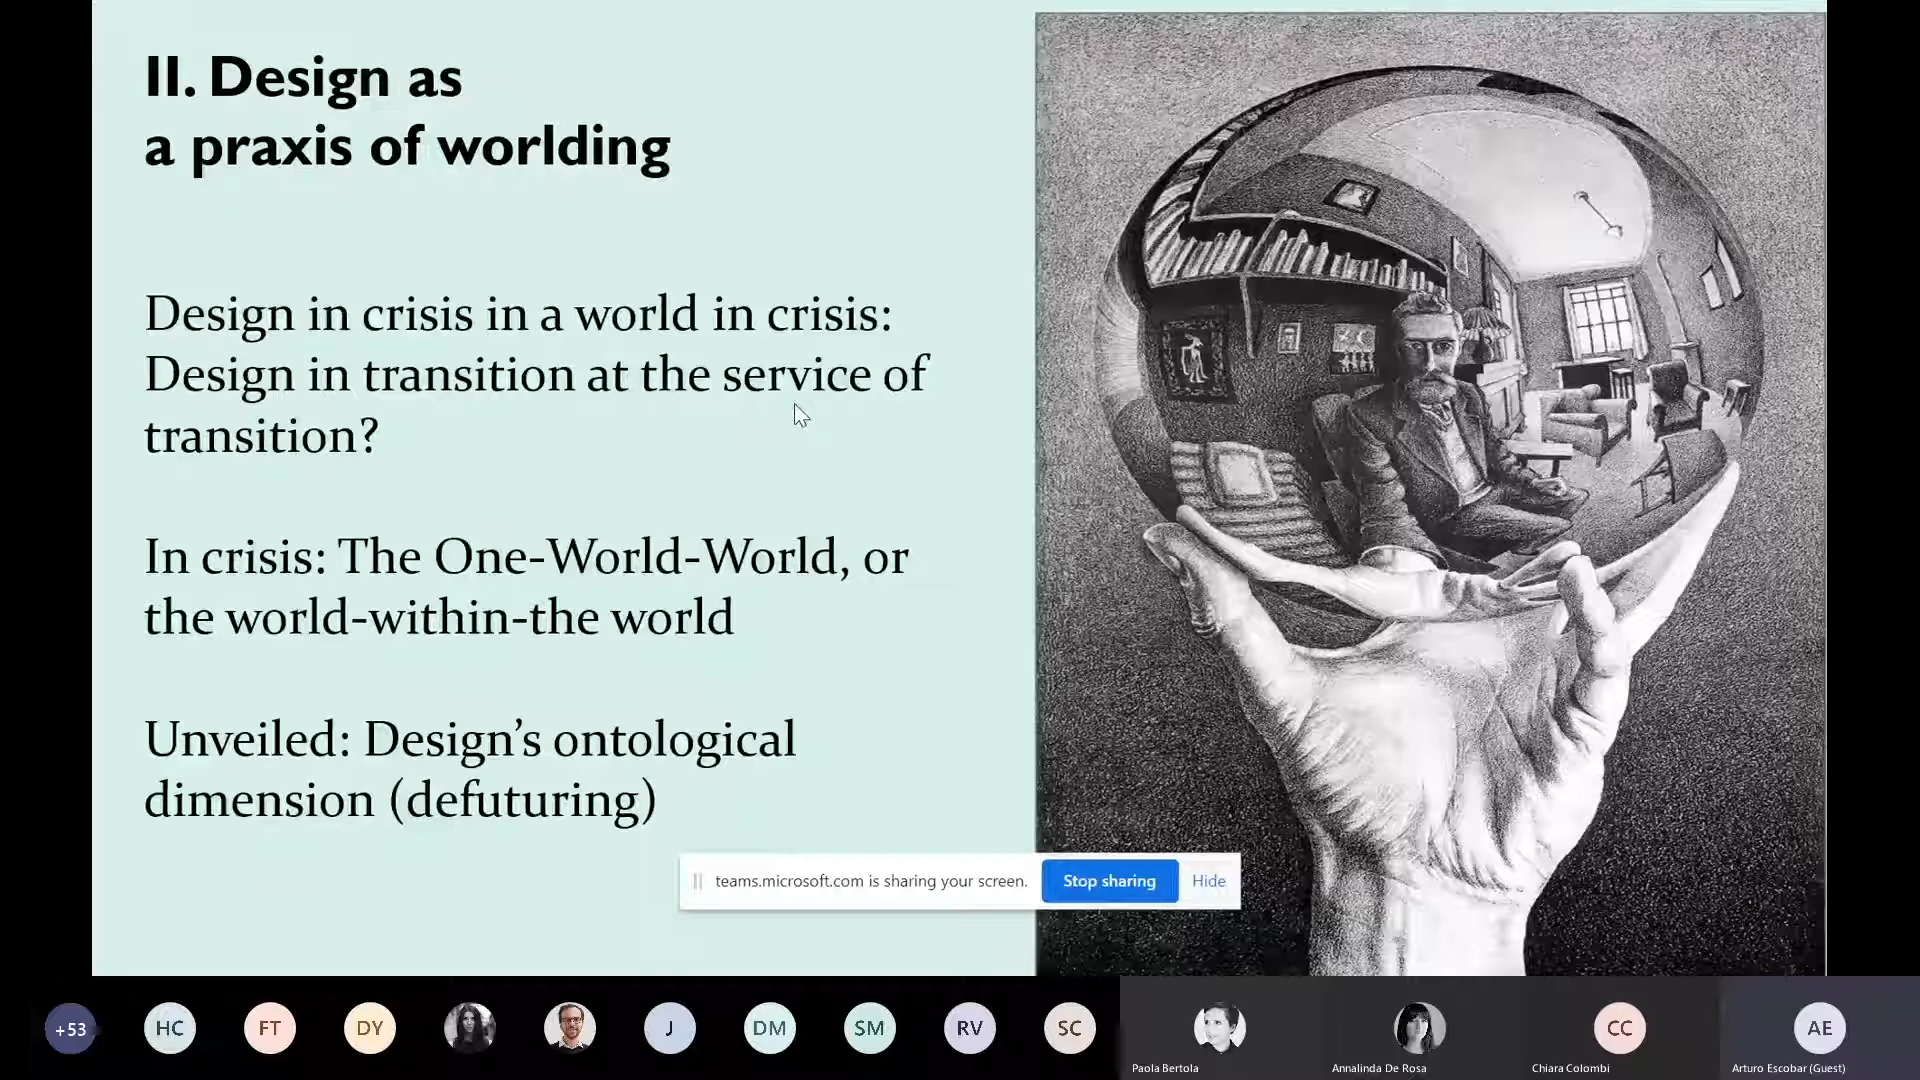 II. Design as
a praxis of worlding
Design in crisis in a world in crisis:
Design in transition at the service of
transition?
In crisis: The One-World-World, or
the world-within-the world
Unveiled: Design’s ontological
dimension (defuturing)
teams.microsoft.com is sharing your screen.
Stop sharing
Hide
+53
HC
FT
DY
J
DM
SM
RV
SC
CC
AE
Paola Bertola
Annalinda De Rosa
Chiara Colombi
Arturo Escobar (Guest)